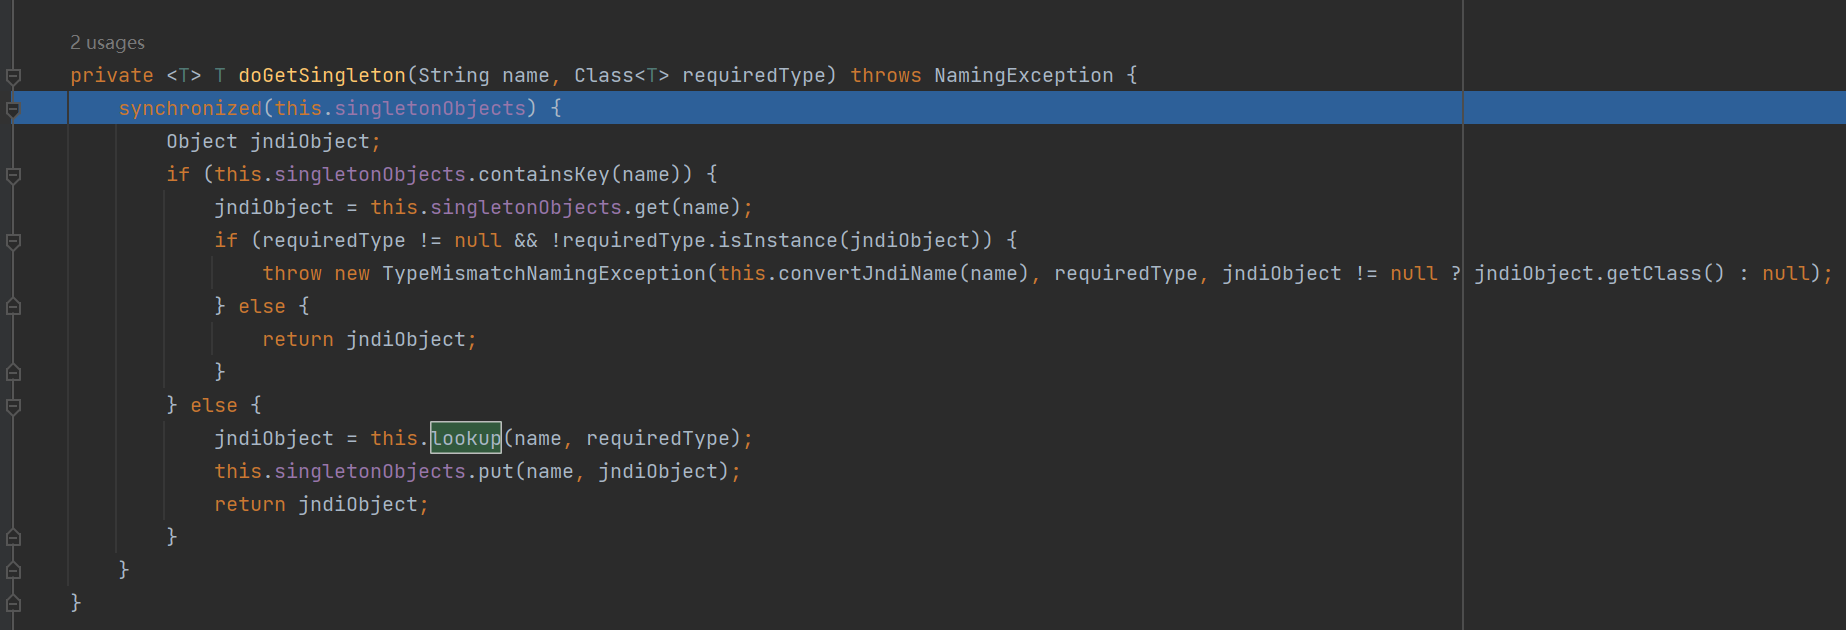 2 usages
private <T> T doGetSingleton(String name, Class<T> requiredType) throws NamingException {
synchronized(this.singletonObjects) {
Object jndiObject;
if (this.singletonObjects.containsKey(name)) {
jndiObject = this.singletonObjects.get(name);
if (requiredType != null && !requiredType.isInstance(jndiObject)) {
throw new TypeMismatchNamingException(this.convertJndiName(name), requiredType, jndiObject != null ? jndiObject.getClass() : null);
} else {
return jndiObject;
}
} else {
jndiObject = this.lookup(name, requiredType);
this.singletonObjects.put(name, jndiObject);
return jndiObject;
}
}
}